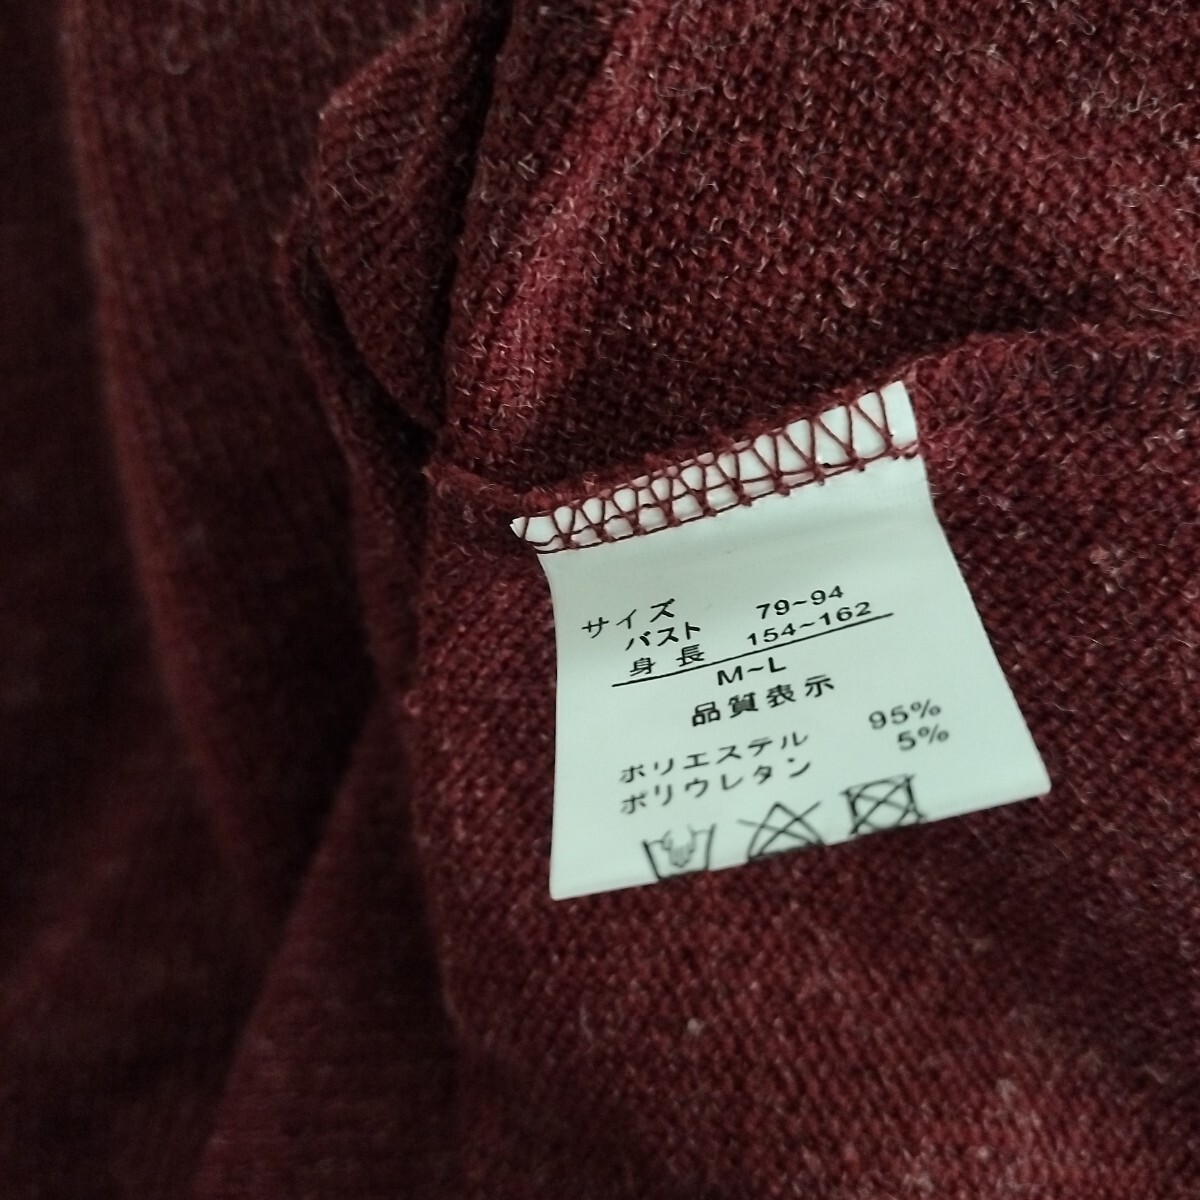 サイズ
バスト 79~94
身長 154~162
M~L
品質表示
ポリエステル 95%
ポリウレタン 5%